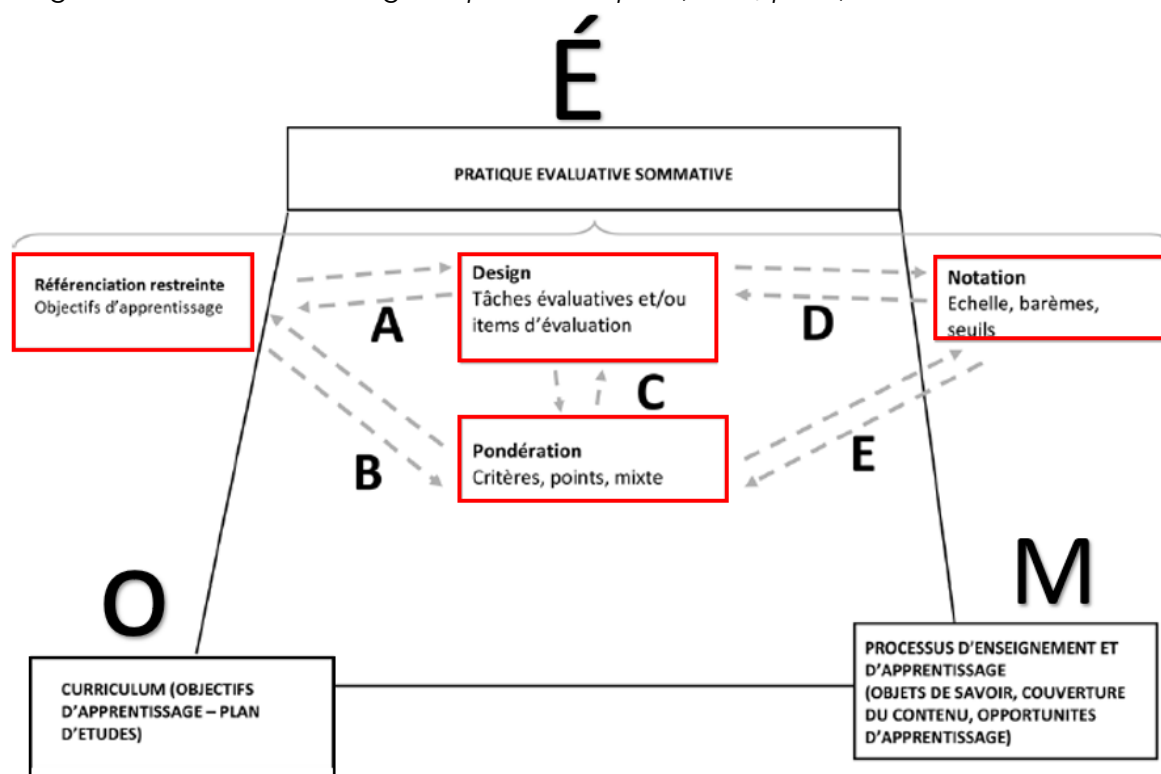 É
PRATIQUE EVALUATIVE SOMMATIVE
Référenciation restreinte
Objectifs d'apprentissage
Design
Tâches évaluatives et/ou
items d'évaluation
Notation
Echelle, barèmes,
seuils
A
D
C
Pondération
Critères, points, mixte
B
E
O
M
CURRICULUM (OBJECTIFS
D'APPRENTISSAGE – PLAN
D'ETUDES)
PROCESSUS D'ENSEIGNEMENT ET
D'APPRENTISSAGE
(OBJETS DE SAVOIR, COUVERTURE
DU CONTENU, OPPORTUNITES
D'APPRENTISSAGE)